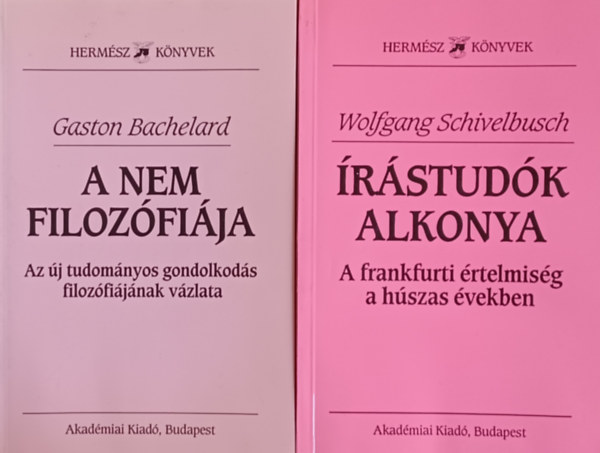 HERMÉSZ KÖNYVEK
Gaston Bachelard
A NEM
FILOZÓFIÁJA
Az új tudományos gondolkodás
filozófiájának vázlata
Akadémiai Kiadó, Budapest
HERMÉSZ KÖNYVEK
Wolfgang Schivelbusch
ÍRÁSTUDÓK
ALKONYA
A frankfurti értelmiség
a húszas években
Akadémiai Kiadó, Budapest